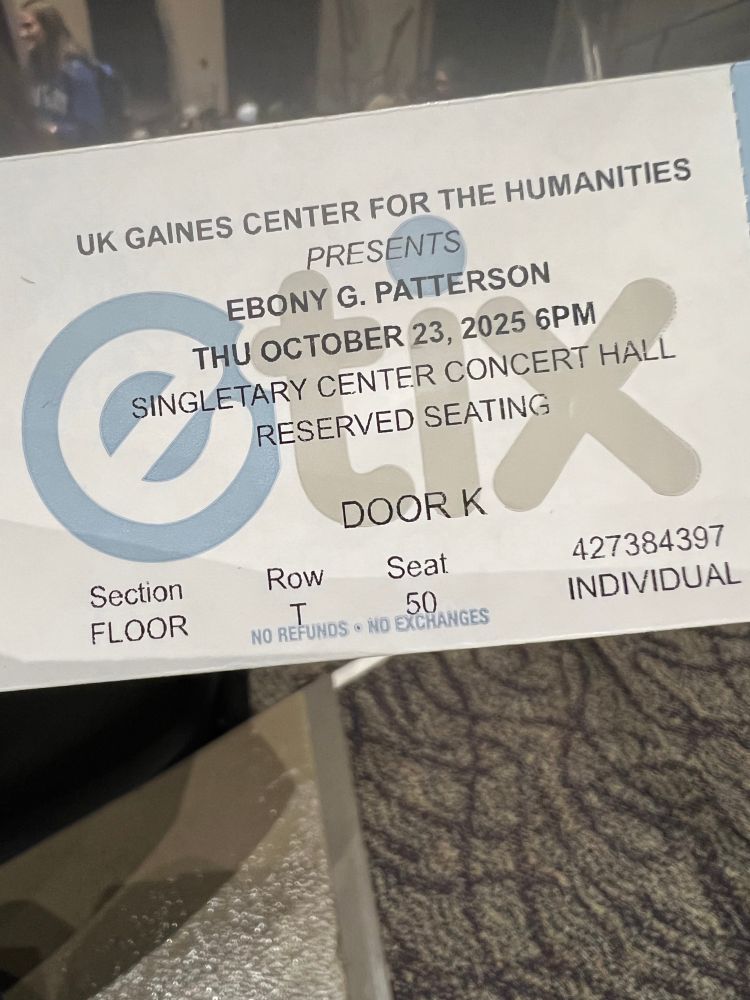 UK GAINES CENTER FOR THE HUMANITIES
PRESENTS
EBONY G. PATTERSON
THU OCTOBER 23, 2025 6PM
SINGLETARY CENTER CONCERT HALL
RESERVED SEATING
etix
DOOR K
Section Row Seat 427384397
FLOOR T 50 INDIVIDUAL
NO REFUNDS • NO EXCHANGES